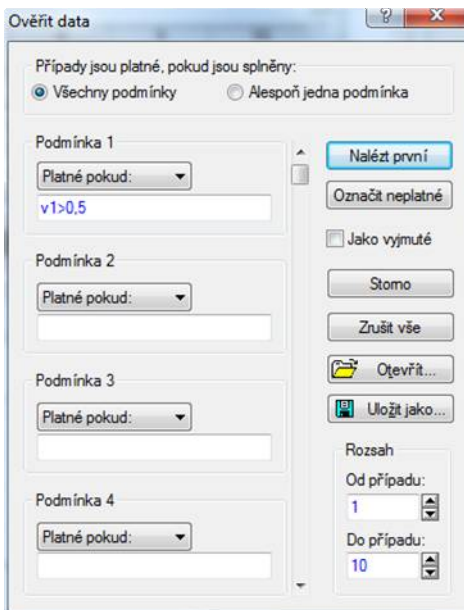 Ověřit data
Případy jsou platné, pokud jsou splněny:
Všechny podmínky
Alespoň jedna podmínka
Podmínka 1
Platné pokud:
v1>0,5
Podmínka 2
Platné pokud:
Podmínka 3
Platné pokud:
Podmínka 4
Platné pokud:
Nalézt první
Označit neplatné
Jako vyjmuté
Storno
Zrušit vše
Otevřít...
Uložit jako...
Rozsah
Od případu:
1
Do případu:
10